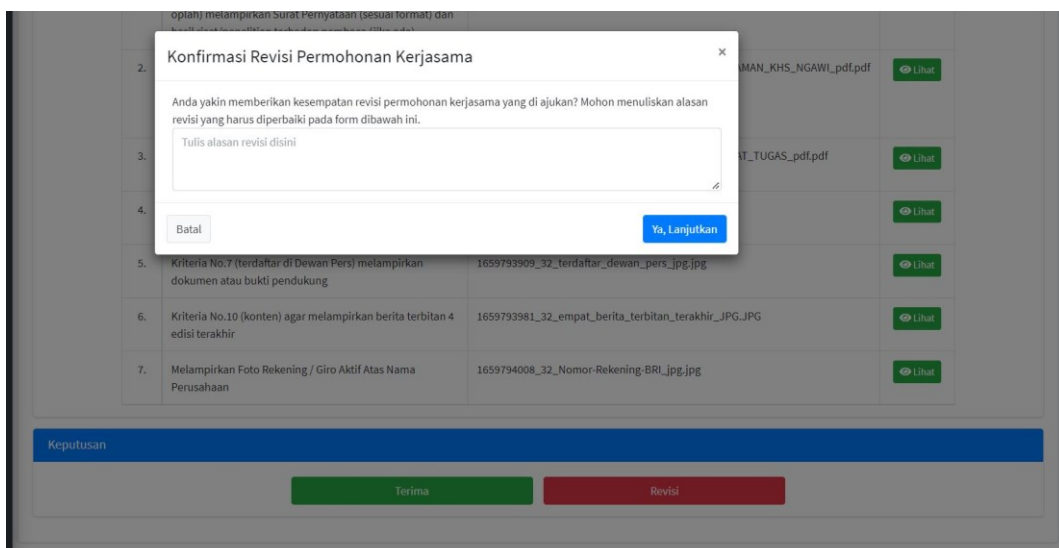 oplah) melampirkan Surat Pernyataan (sesuai format) dan
Konfirmasi Revisi Permohonan Kerjasama ×
2. AMAN_KHS_NGAWI_pdf.pdf Lihat
Anda yakin memberikan kesempatan revisi permohonan kerjasama yang di ajukan? Mohon menuliskan alasan
revisi yang harus diperbaiki pada form dibawah ini.
Tulis alasan revisi disini
3. AT_TUGAS_pdf.pdf Lihat
4. Lihat
Batal Ya, Lanjutkan
5. Kriteria No.7 (terdaftar di Dewan Pers) melampirkan 1659793909_32_terdaftar_dewan_pers_jpg.jpg Lihat
dokumen atau bukti pendukung
6. Kriteria No.10 (konten) agar melampirkan berita terbitan 4 1659793981_32_empat_berita_terbitan_terakhir_JPG.JPG Lihat
edisi terakhir
7. Melampirkan Foto Rekening / Giro Aktif Atas Nama 1659794008_32_Nomor-Rekening-BRI_jpg.jpg Lihat
Perusahaan
Keputusan
Terima Revisi